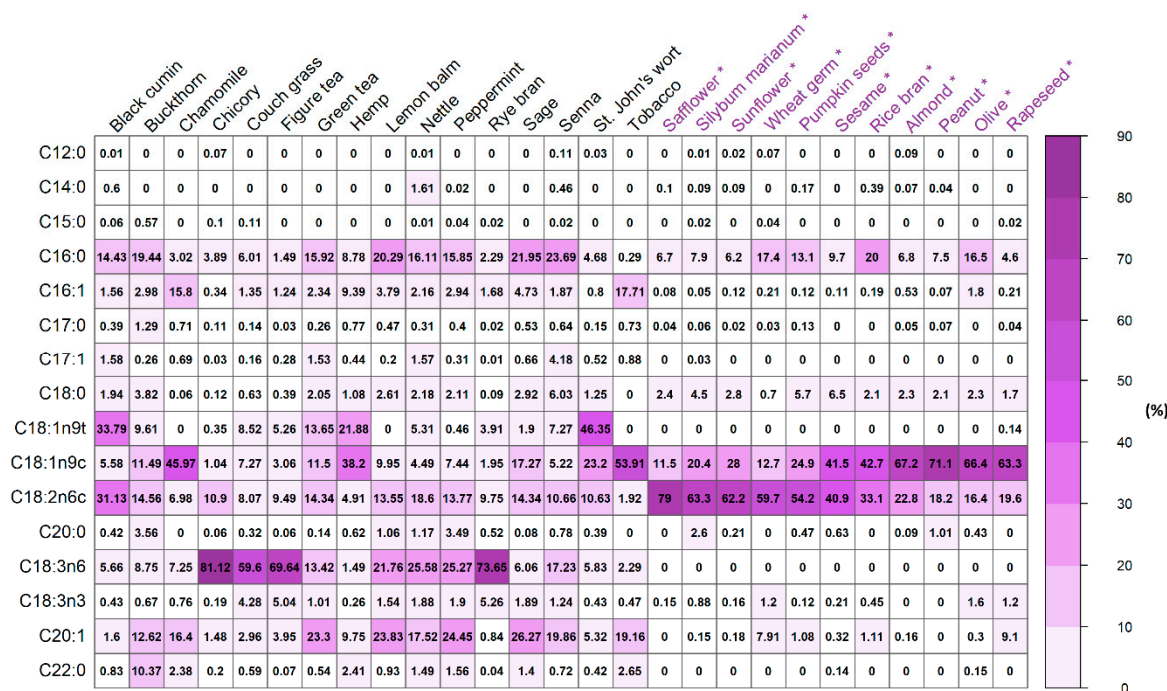 Black cumin Buckthorn Chamomile Chicory Couch grass Figure tea Green tea Hemp Lemon balm Nettle Peppermint Rye bran Sage Senna St. John's wort Tobacco Safflower * Silybum marianum * Sunflower * Wheat germ * Pumpkin seeds * Sesame * Rice bran * Almond * Peanut * Olive * Rapeseed *
C12:0 0.01 0 0 0.07 0 0 0 0 0 0.01 0 0 0 0.11 0.03 0 0 0.01 0.02 0.07 0 0 0 0.09 0 0 0
C14:0 0.6 0 0 0 0 0 0 0 0 1.61 0.02 0 0 0.46 0 0 0.1 0.09 0.09 0 0.17 0 0.39 0.07 0.04 0 0
C15:0 0.06 0.57 0 0.1 0.11 0 0 0 0 0.01 0.04 0.02 0 0.02 0 0 0 0.02 0 0.04 0 0 0 0 0 0 0.02
C16:0 14.43 19.44 3.02 3.89 6.01 1.49 15.92 8.78 20.29 16.11 15.85 2.29 21.95 23.69 4.68 0.29 6.7 7.9 6.2 17.4 13.1 9.7 20 6.8 7.5 16.5 4.6
C16:1 1.56 2.98 15.8 0.34 1.35 1.24 2.34 9.39 3.79 2.16 2.94 1.68 4.73 1.87 0.8 17.71 0.08 0.05 0.12 0.21 0.12 0.11 0.19 0.53 0.07 1.8 0.21
C17:0 0.39 1.29 0.71 0.11 0.14 0.03 0.26 0.77 0.47 0.31 0.4 0.02 0.53 0.64 0.15 0.73 0.04 0.06 0.02 0.03 0.13 0 0 0.05 0.07 0 0.04
C17:1 1.58 0.26 0.69 0.03 0.16 0.28 1.53 0.44 0.2 1.57 0.31 0.01 0.66 4.18 0.52 0.88 0 0.03 0 0 0 0 0 0 0 0 0
C18:0 1.94 3.82 0.06 0.12 0.63 0.39 2.05 1.08 2.61 2.18 2.11 0.09 2.92 6.03 1.25 0 2.4 4.5 2.8 0.7 5.7 6.5 2.1 2.3 2.1 2.3 1.7
C18:1n9t 33.79 9.61 0 0.35 8.52 5.26 13.65 21.88 0 5.31 0.46 3.91 1.9 7.27 46.35 0 0 0 0 0 0 0 0 0 0 0 0.14
C18:1n9c 5.58 11.49 45.97 1.04 7.27 3.06 11.5 38.2 9.95 4.49 7.44 1.95 17.27 5.22 23.2 53.91 11.5 20.4 28 12.7 24.9 41.5 42.7 67.2 71.1 66.4 63.3
C18:2n6c 31.13 14.56 6.98 10.9 8.07 9.49 14.34 4.91 13.55 18.6 13.77 9.75 14.34 10.66 10.63 1.92 79 63.3 62.2 59.7 54.2 40.9 33.1 22.8 18.2 16.4 19.6
C20:0 0.42 3.56 0 0.06 0.32 0.06 0.14 0.62 1.06 1.17 3.49 0.52 0.08 0.78 0.39 0 0 2.6 0.21 0 0.47 0.63 0 0.09 1.01 0.43 0
C18:3n6 5.66 8.75 7.25 81.12 59.6 69.64 13.42 1.49 21.76 25.58 25.27 73.65 6.06 17.23 5.83 2.29 0 0 0 0 0 0 0 0 0 0 0
C18:3n3 0.43 0.67 0.76 0.19 4.28 5.04 1.01 0.26 1.54 1.88 1.9 5.26 1.89 1.24 0.43 0.47 0.15 0.88 0.16 1.2 0.12 0.21 0.45 0 0 1.6 1.2
C20:1 1.6 12.62 16.4 1.48 2.96 3.95 23.3 9.75 23.83 17.52 24.45 0.84 26.27 19.86 5.32 19.16 0 0.15 0.18 7.91 1.08 0.32 1.11 0.16 0 0.3 9.1
C22:0 0.83 10.37 2.38 0.2 0.59 0.07 0.54 2.41 0.93 1.49 1.56 0.04 1.4 0.72 0.42 2.65 0 0 0 0 0 0.14 0 0 0 0.15 0
90
80
70
60
50
(%)
40
30
20
10
0